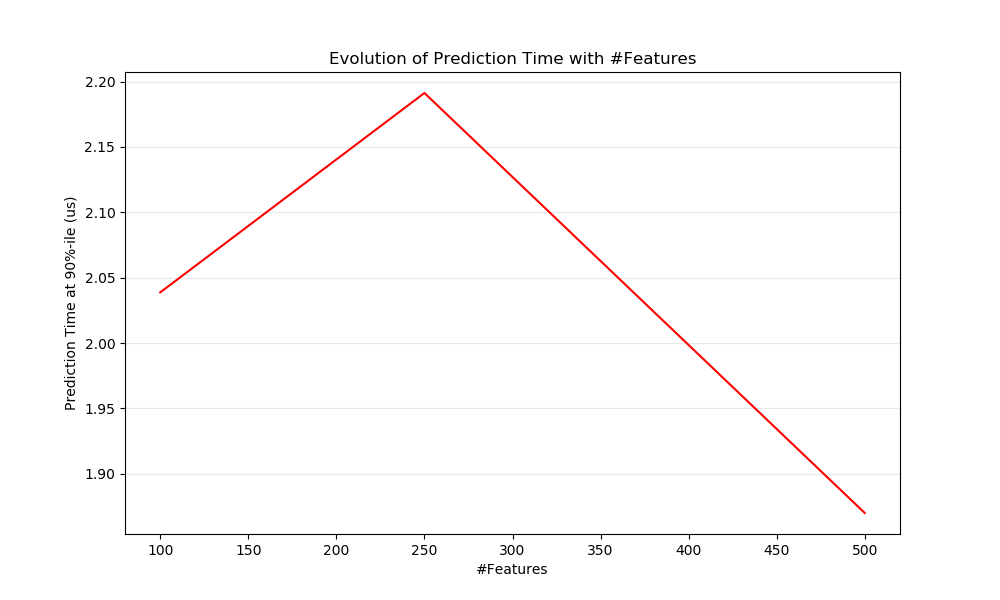 Evolution of Prediction Time with #Features
Prediction Time at 90%-ile (us)
2.20
2.15
2.10
2.05
2.00
1.95
1.90
100 150 200 250 300 350 400 450 500
#Features